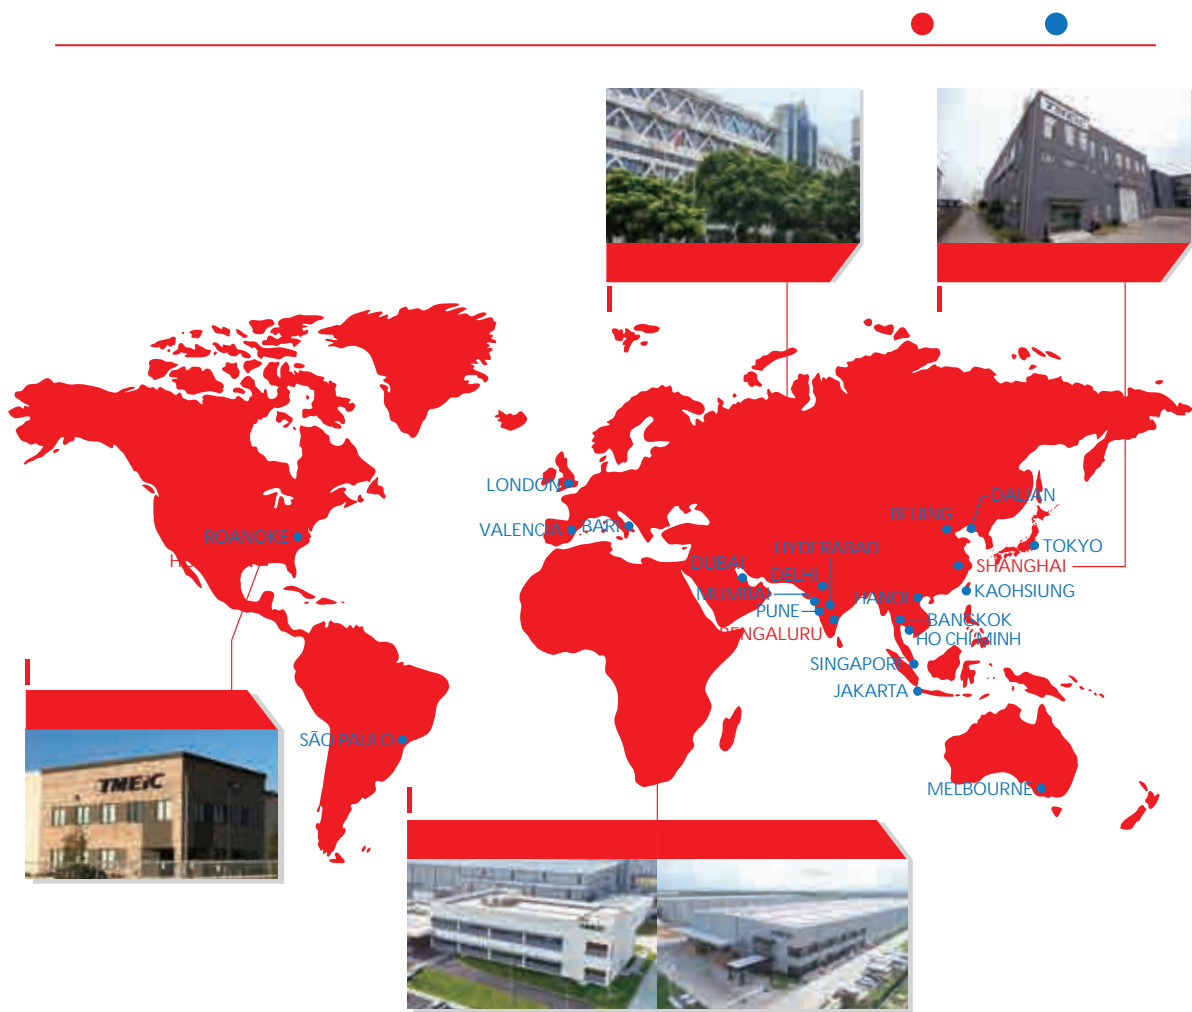 LONDON
DALIAN
BEIJING
VALENCIA
BARI
ROANOKE
TOKYO
HYDERABAD
DUBAI
DELHI
SHANGHAI
MUMBAI
HANOI
KAOHSIUNG
PUNE
BANGKOK
BENGALURU
HO CHI MINH
SINGAPORE
JAKARTA
SÃO PAULO
TMEiC
MELBOURNE